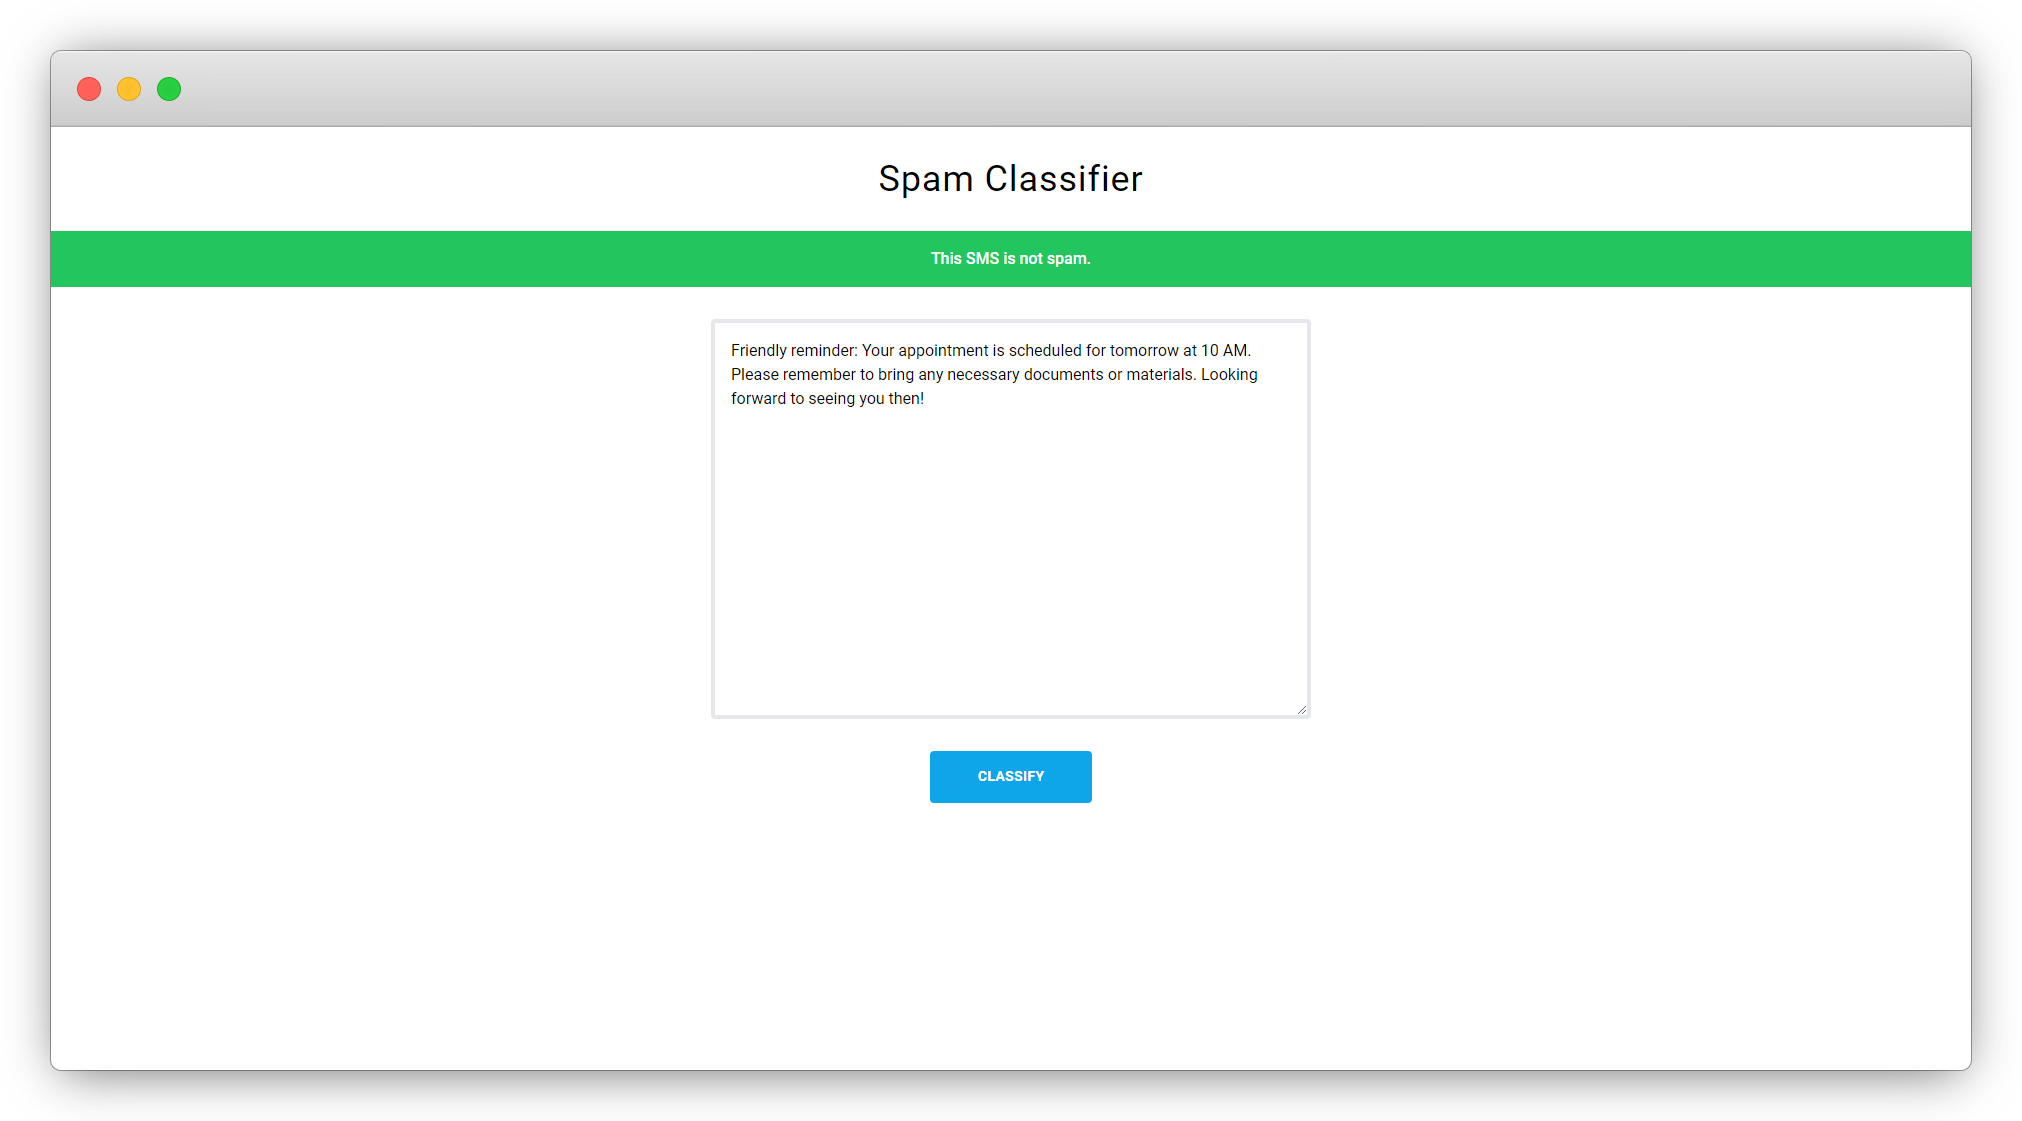 Spam Classifier
This SMS is not spam.
Friendly reminder: Your appointment is scheduled for tomorrow at 10 AM.
Please remember to bring any necessary documents or materials. Looking
forward to seeing you then!
CLASSIFY